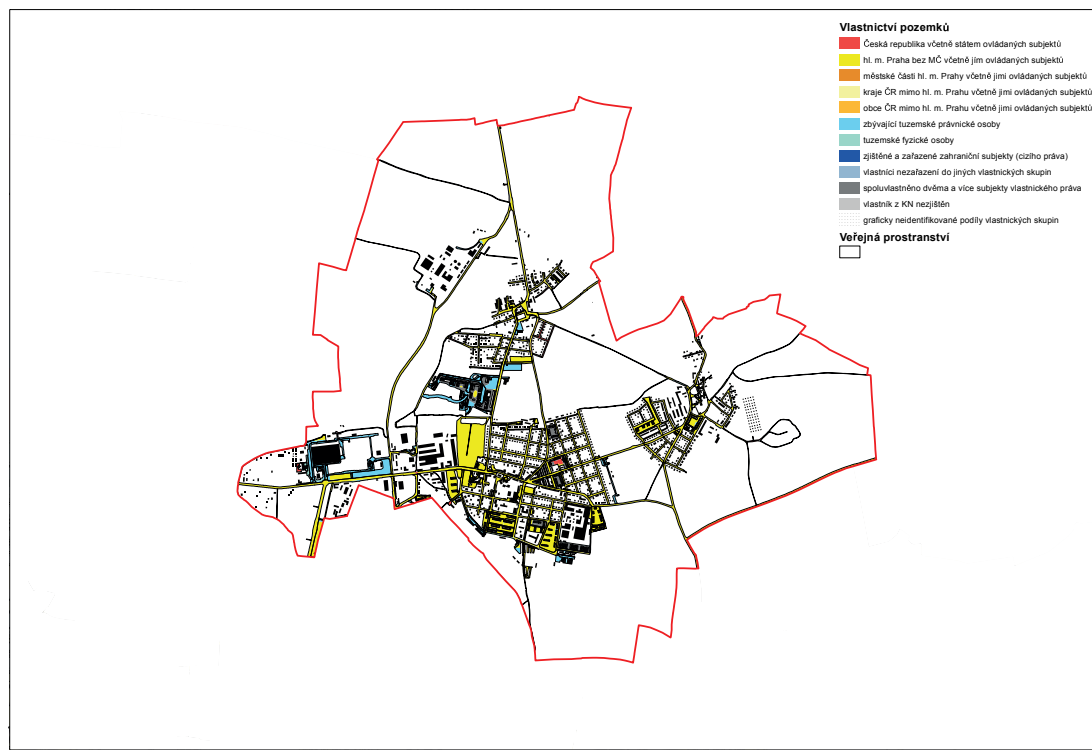 Vlastnictví pozemků
Česká republika včetně státem ovládaných subjektů
hl. m. Praha bez MČ včetně jím ovládaných subjektů
městské části hl. m. Prahy včetně jimi ovládaných subjektů
kraje ČR mimo hl. m. Prahu včetně jimi ovládaných subjektů
obce ČR mimo hl. m. Prahu včetně jimi ovládaných subjektů
zbývající tuzemské právnické osoby
tuzemské fyzické osoby
zjištěné a zařazené zahraniční subjekty (cizího práva)
vlastníci nezařazení do jiných vlastnických skupin
spoluvlastněno dvěma a více subjekty vlastnického práva
vlastník z KN nezjištěn
graficky neidentifikované podíly vlastnických skupin
Veřejná prostranství